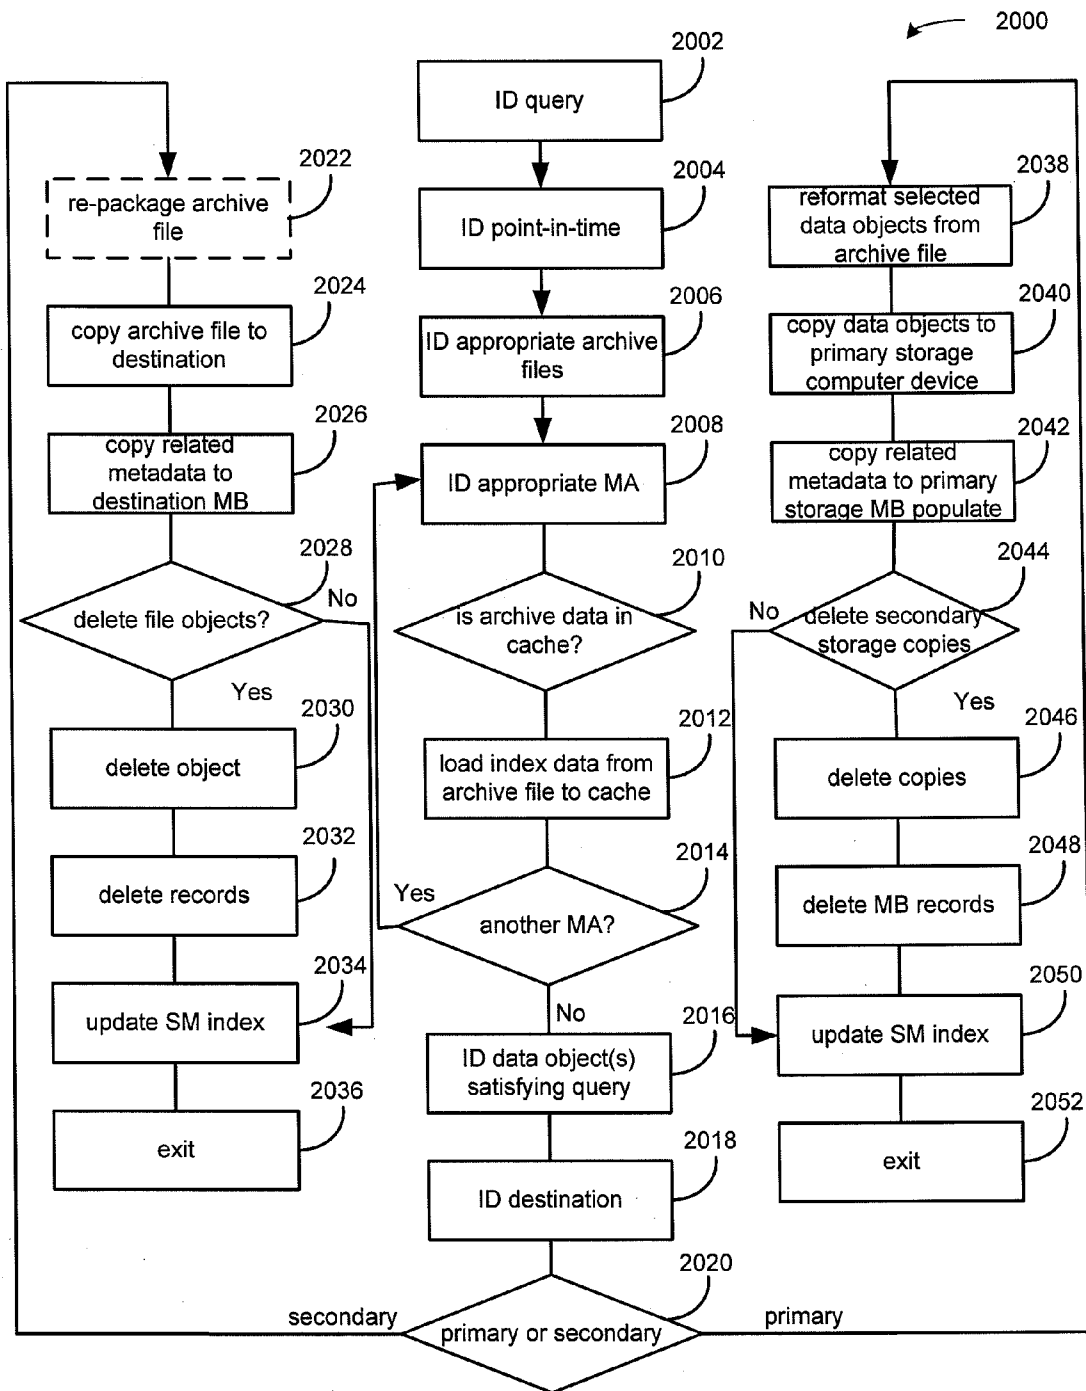 2000
2002
ID query
2004
ID point-in-time
2006
ID appropriate archive
files
2008
ID appropriate MA
2010
is archive data in
cache?
2012
load index data from
archive file to cache
2014
Yes
another MA?
No
2016
ID data object(s)
satisfying query
2018
ID destination
2020
secondary
primary or secondary
primary
2022
re-package archive
file
2024
copy archive file to
destination
2026
copy related
metadata to
destination MB
2028
No
delete file objects?
Yes
2030
delete object
2032
delete records
2034
update SM index
2036
exit
2038
reformat selected
data objects from
archive file
2040
copy data objects to
primary storage
computer device
2042
copy related
metadata to primary
storage MB populate
2044
No
delete secondary
storage copies
Yes
2046
delete copies
2048
delete MB records
2050
update SM index
2052
exit